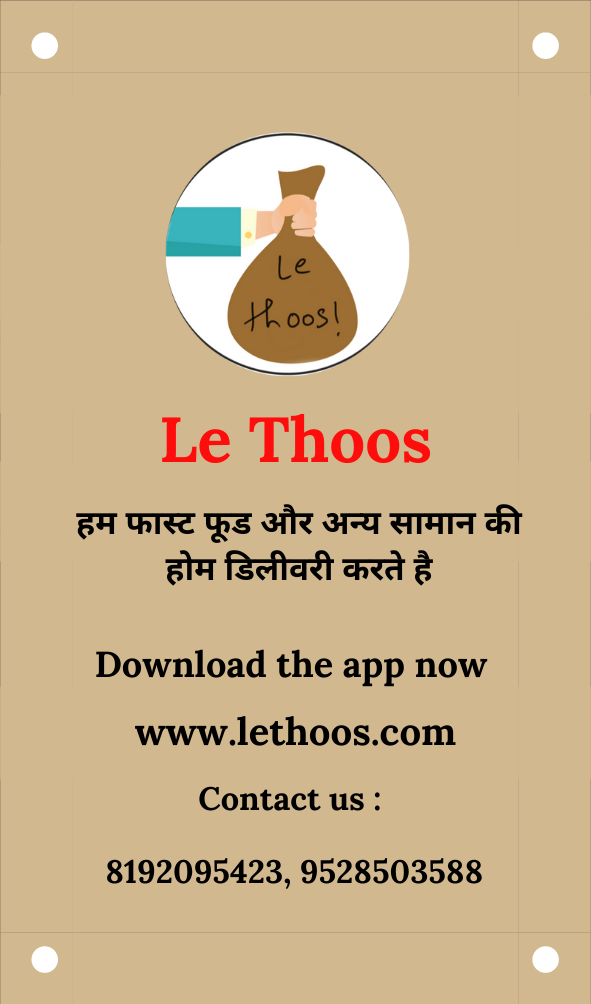 Le
thoos!
Le Thoos
हम फास्ट फूड और अन्य सामान की
होम डिलीवरी करते है
Download the app now
www.lethoos.com
Contact us :
8192095423, 9528503588